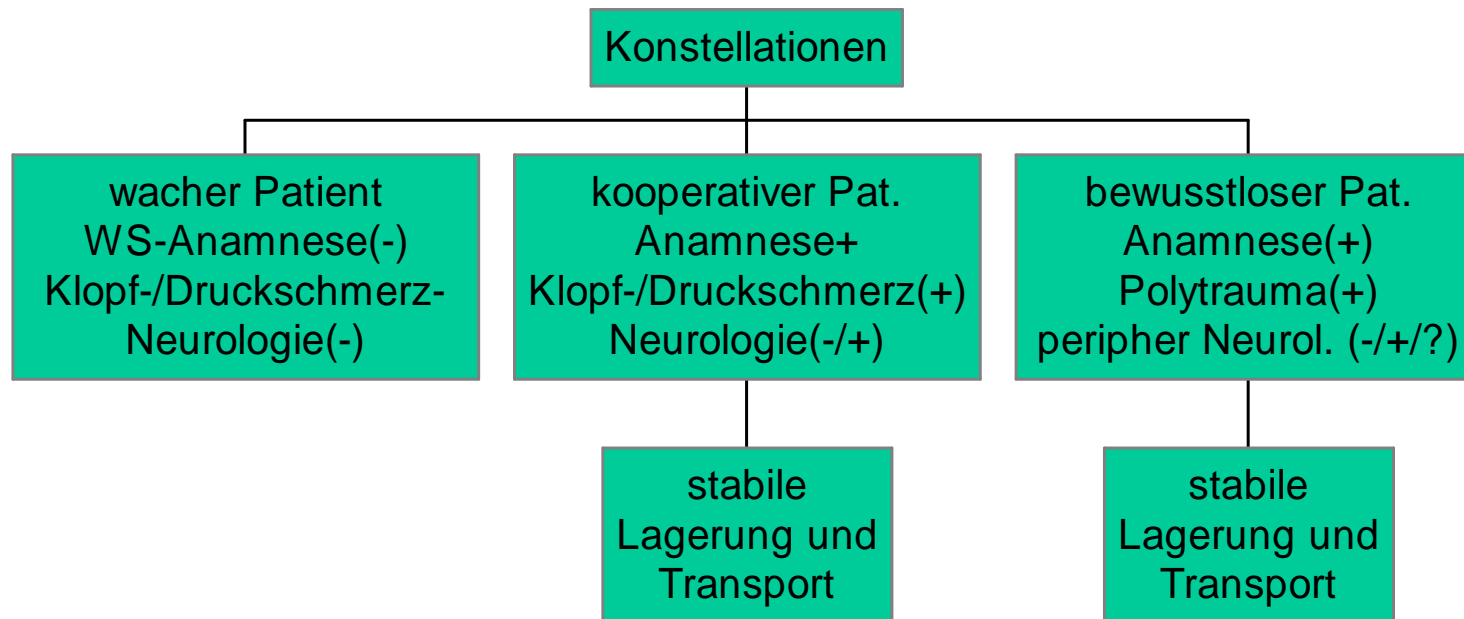 Konstellationen
wacher Patient
WS-Anamnese(-)
Klopf-/Druckschmerz-
Neurologie(-)
kooperativer Pat.
Anamnese+
Klopf-/Druckschmerz(+)
Neurologie(-/+)
bewusstloser Pat.
Anamnese(+)
Polytrauma(+)
peripher Neurol. (-/+/?)
stabile
Lagerung und
Transport
stabile
Lagerung und
Transport